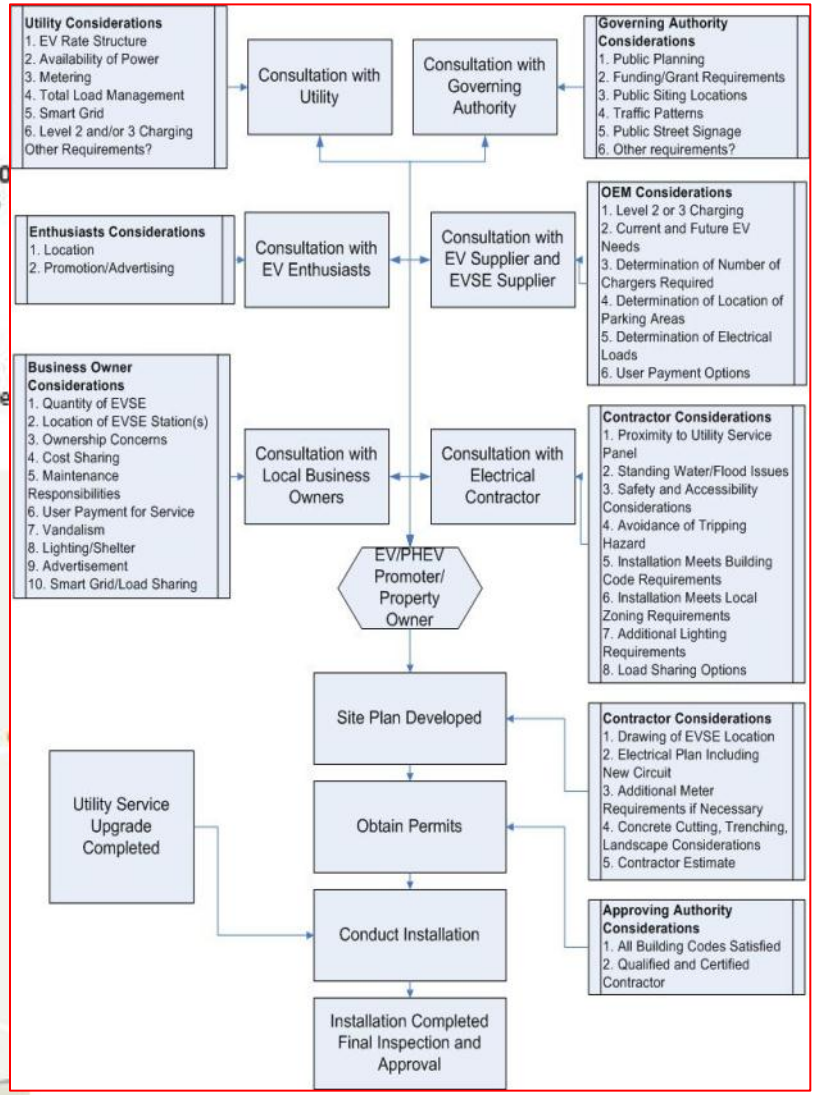 Utility Considerations
1. EV Rate Structure
2. Availability of Power
3. Metering
4. Total Load Management
5. Smart Grid
6. Level 2 and/or 3 Charging
Other Requirements?
Consultation with
Utility
Consultation with
Governing
Authority
Governing Authority
Considerations
1. Public Planning
2. Funding/Grant Requirements
3. Public Siting Locations
4. Traffic Patterns
5. Public Street Signage
6. Other requirements?
Enthusiasts Considerations
1. Location
2. Promotion/Advertising
Consultation with
EV Enthusiasts
Consultation with
EV Supplier and
EVSE Supplier
OEM Considerations
1. Level 2 or 3 Charging
2. Current and Future EV
Needs
3. Determination of Number of
Chargers Required
4. Determination of Location of
Parking Areas
5. Determination of Electrical
Loads
6. User Payment Options
Business Owner
Considerations
1. Quantity of EVSE
2. Location of EVSE Station(s)
3. Ownership Concerns
4. Cost Sharing
5. Maintenance
Responsibilities
6. User Payment for Service
7. Vandalism
8. Lighting/Shelter
9. Advertisement
10. Smart Grid/Load Sharing
Consultation with
Local Business
Owners
Consultation with
Electrical
Contractor
Contractor Considerations
1. Proximity to Utility Service
Panel
2. Standing Water/Flood Issues
3. Safety and Accessibility
Considerations
4. Avoidance of Tripping
Hazard
5. Installation Meets Building
Code Requirements
6. Installation Meets Local
Zoning Requirements
7. Additional Lighting
Requirements
8. Load Sharing Options
EV/PHEV
Promoter/
Property
Owner
Site Plan Developed
Contractor Considerations
1. Drawing of EVSE Location
2. Electrical Plan Including
New Circuit
3. Additional Meter
Requirements if Necessary
4. Concrete Cutting, Trenching,
Landscape Considerations
5. Contractor Estimate
Utility Service
Upgrade
Completed
Obtain Permits
Approving Authority
Considerations
1. All Building Codes Satisfied
2. Qualified and Certified
Contractor
Conduct Installation
Installation Completed
Final Inspection and
Approval